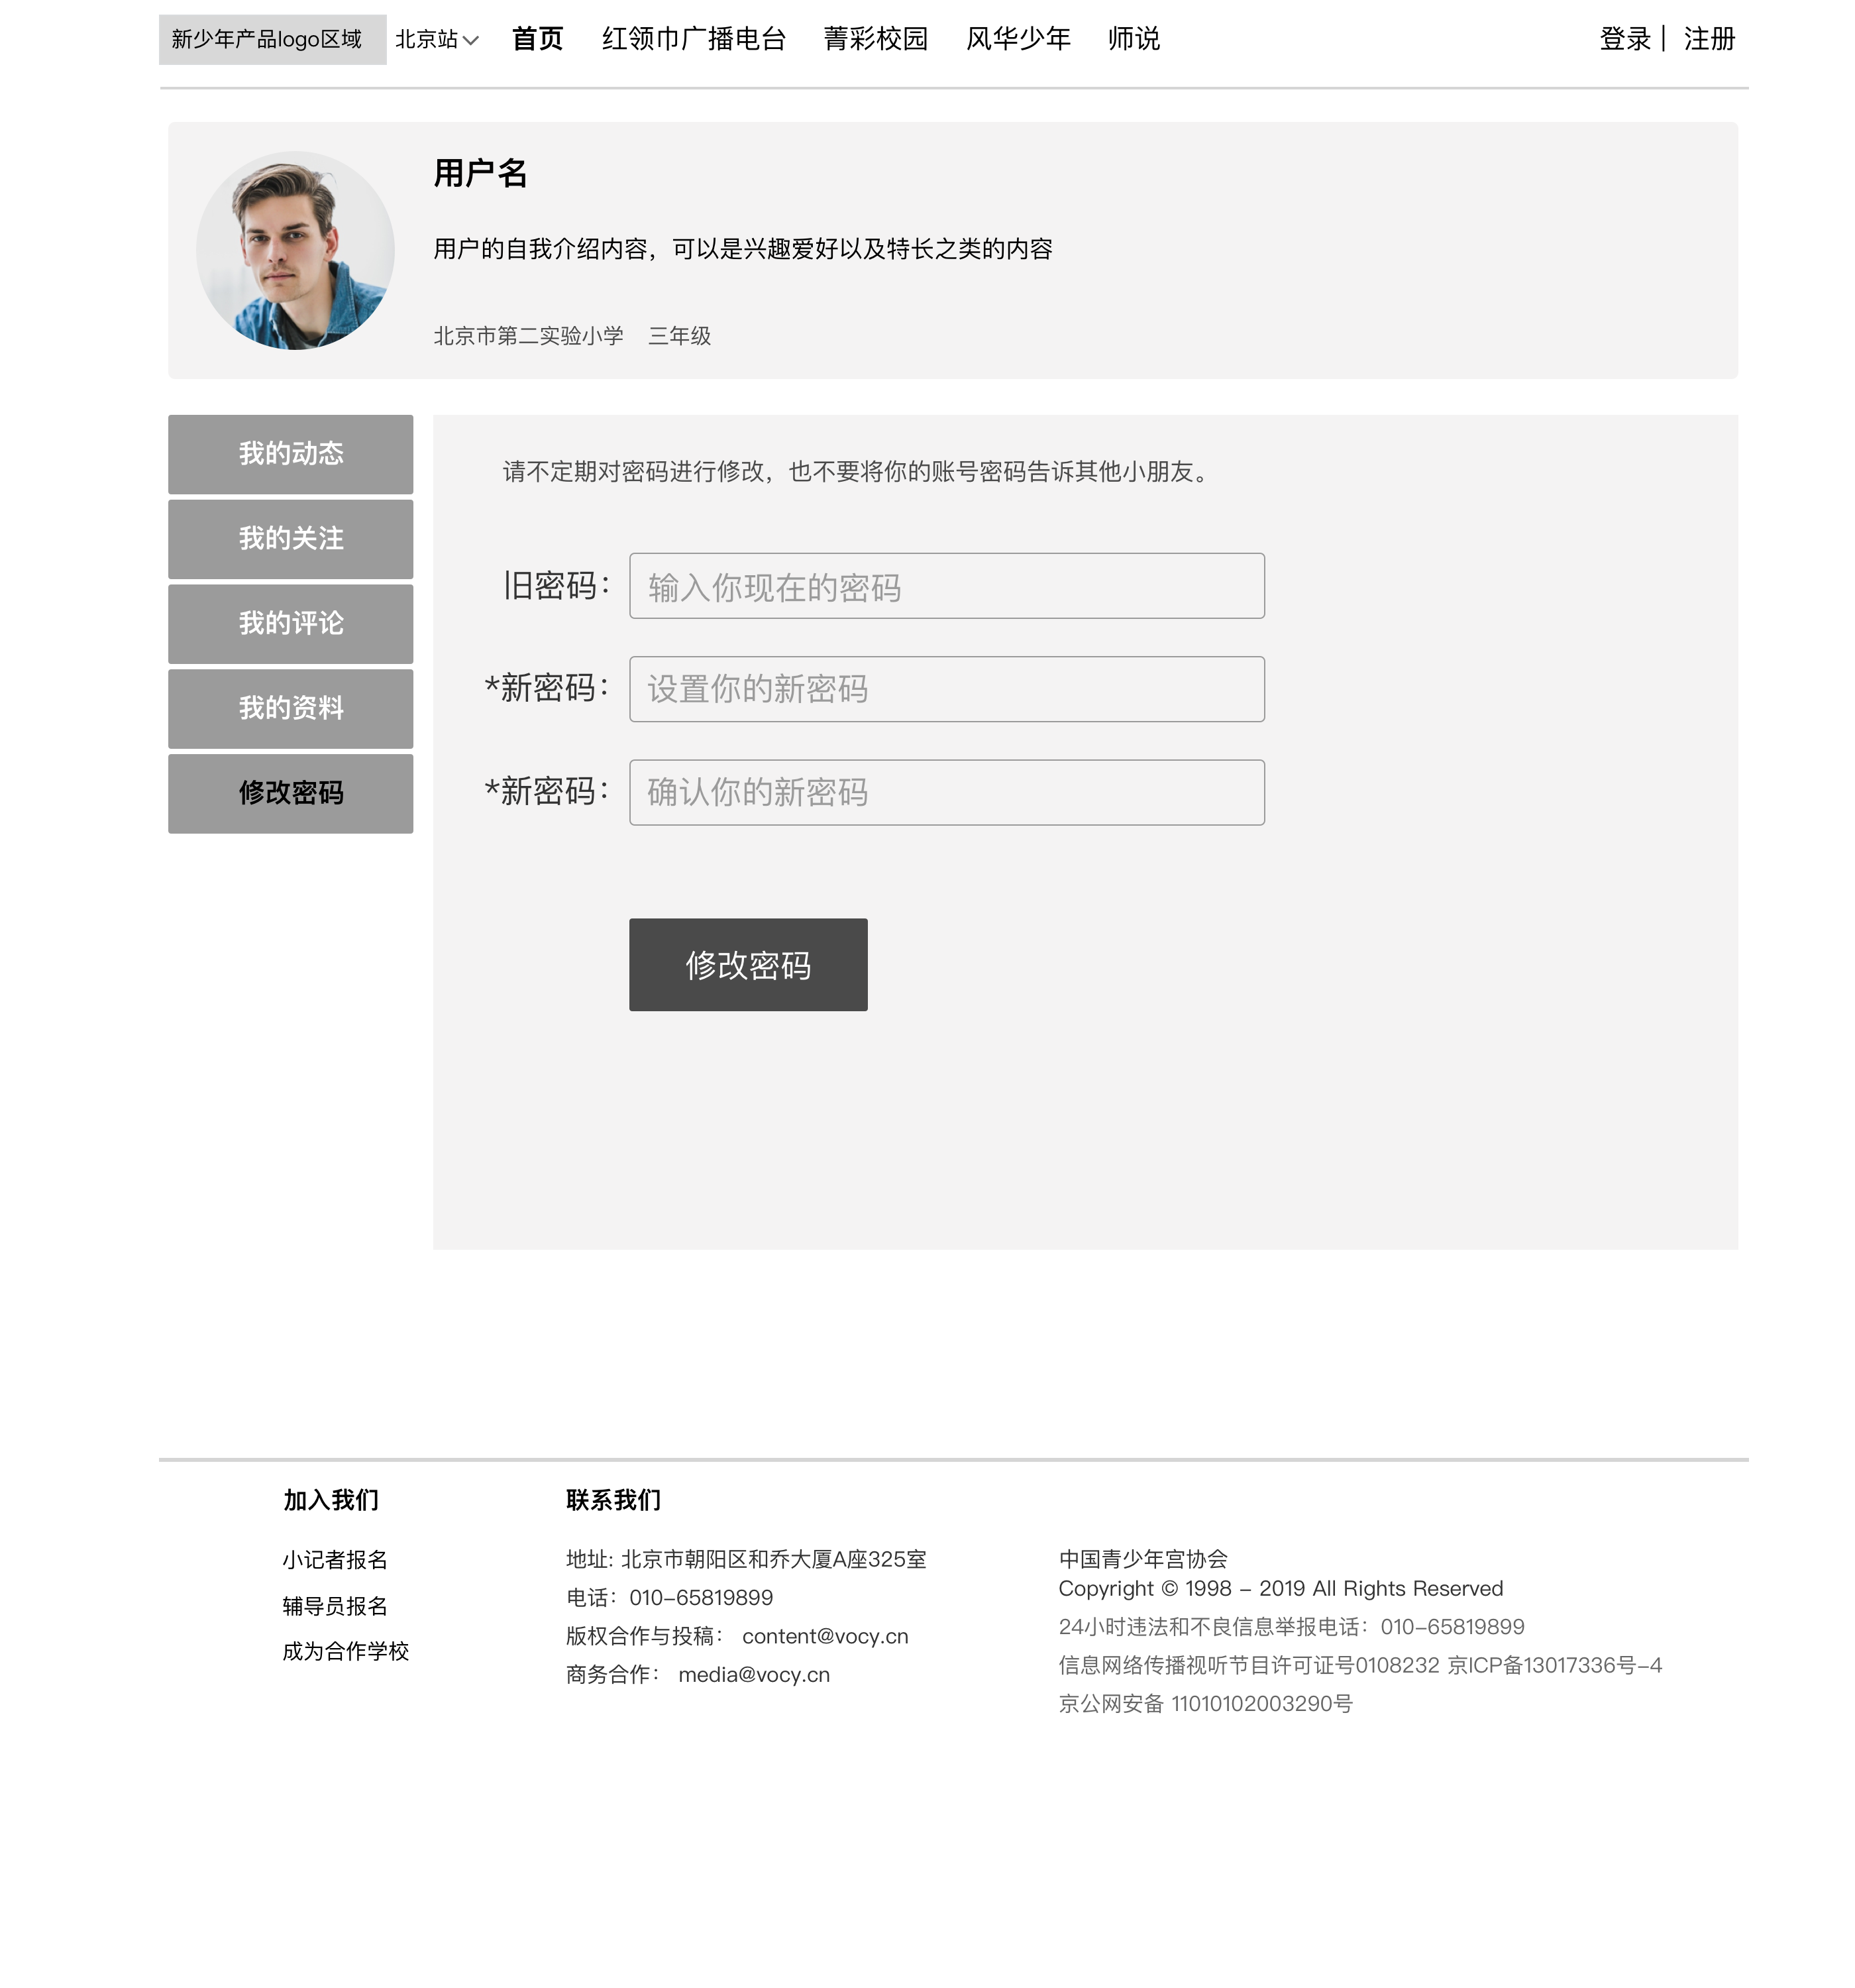 新少年产品logo区域 北京站 首页 红领巾广播电台 菁彩校园 风华少年 师说 登录 | 注册
用户名
用户的自我介绍内容，可以是兴趣爱好以及特长之类的内容
北京市第二实验小学 三年级
我的动态
我的关注
我的评论
我的资料
修改密码
请不定期对密码进行修改，也不要将你的账号密码告诉其他小朋友。
旧密码： 输入你现在的密码
*新密码： 设置你的新密码
*新密码： 确认你的新密码
修改密码
加入我们
小记者报名
辅导员报名
成为合作学校
联系我们
地址: 北京市朝阳区和乔大厦A座325室
电话：010-65819899
版权合作与投稿： content@vocy.cn
商务合作： media@vocy.cn
中国青少年宫协会
Copyright © 1998 - 2019 All Rights Reserved
24小时违法和不良信息举报电话：010-65819899
信息网络传播视听节目许可证号0108232 京ICP备13017336号-4
京公网安备 11010102003290号